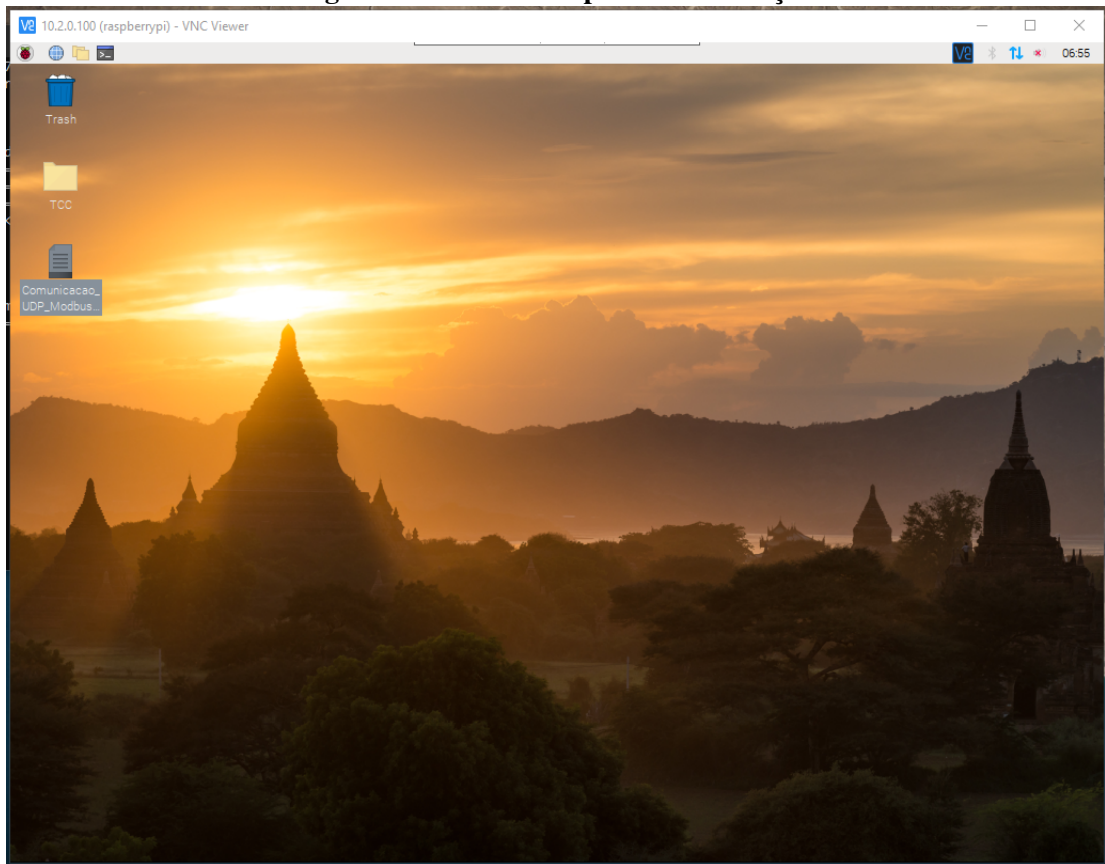 10.2.0.100 (raspberrypi) - VNC Viewer
06:55
Trash
TCC
Comunicacao_
UDP_Modbus...